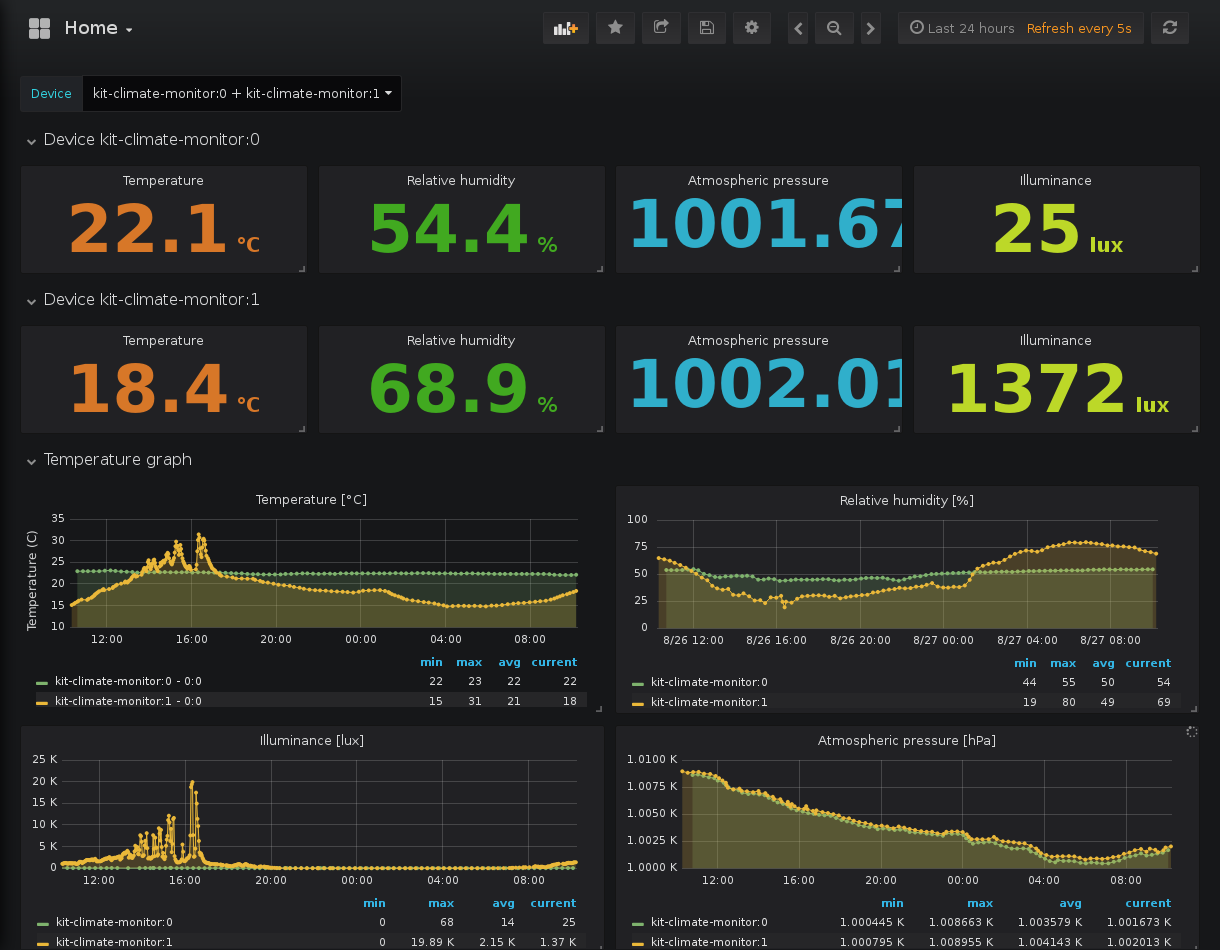 Home
Last 24 hours Refresh every 5s
Device kit-climate-monitor:0 + kit-climate-monitor:1
Device kit-climate-monitor:0
Temperature Relative humidity Atmospheric pressure Illuminance
22.1 °C 54.4 % 1001.67 25 lux
Device kit-climate-monitor:1
Temperature Relative humidity Atmospheric pressure Illuminance
18.4 °C 68.9 % 1002.01 1372 lux
Temperature graph
Temperature [°C]
Temperature (C)
35
30
25
20
15
10
12:00 16:00 20:00 00:00 04:00 08:00
min max avg current
kit-climate-monitor:0 - 0:0 22 23 22 22
kit-climate-monitor:1 - 0:0 15 31 21 18
Relative humidity [%]
100
75
50
25
0
8/26 12:00 8/26 16:00 8/26 20:00 8/27 00:00 8/27 04:00 8/27 08:00
min max avg current
kit-climate-monitor:0 44 55 50 54
kit-climate-monitor:1 19 80 49 69
Illuminance [lux]
25 K
20 K
15 K
10 K
5 K
0
12:00 16:00 20:00 00:00 04:00 08:00
min max avg current
kit-climate-monitor:0 0 68 14 25
kit-climate-monitor:1 0 19.89 K 2.15 K 1.37 K
Atmospheric pressure [hPa]
1.0100 K
1.0075 K
1.0050 K
1.0025 K
1.0000 K
12:00 16:00 20:00 00:00 04:00 08:00
min max avg current
kit-climate-monitor:0 1.000445 K 1.008663 K 1.003579 K 1.001673 K
kit-climate-monitor:1 1.000795 K 1.008955 K 1.004143 K 1.002013 K